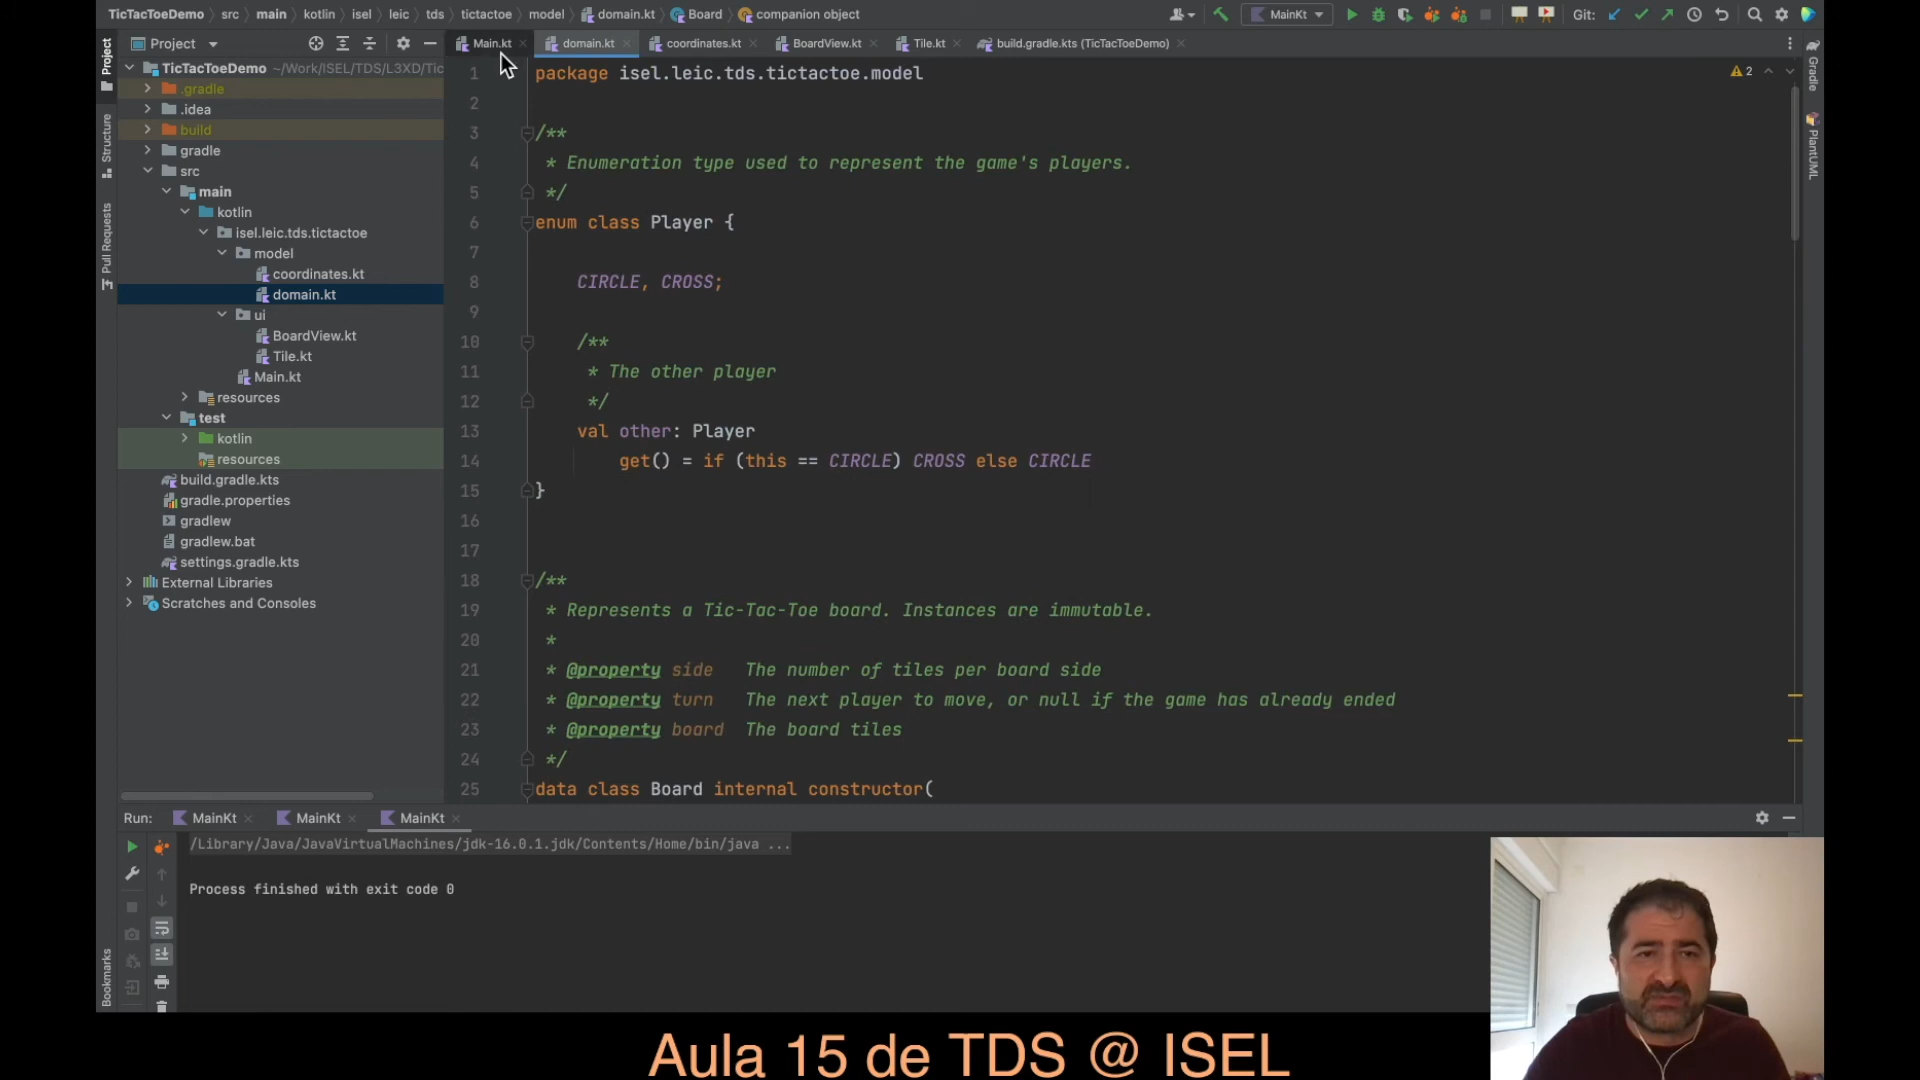 TicTacToeDemo src main kotlin isel leic tds tictactoe model domain.kt Board companion object MainKt Git:
Project
Main.kt domain.kt coordinates.kt BoardView.kt Tile.kt build.gradle.kts (TicTacToeDemo)
Project
Structure
Pull Requests
Bookmarks
TicTacToeDemo ~/Work/ISEL/TDS/L3XD/Tic
.gradle
.idea
build
gradle
src
main
kotlin
isel.leic.tds.tictactoe
model
coordinates.kt
domain.kt
ui
BoardView.kt
Tile.kt
Main.kt
resources
test
kotlin
resources
build.gradle.kts
gradle.properties
gradlew
gradlew.bat
settings.gradle.kts
External Libraries
Scratches and Consoles
1 package isel.leic.tds.tictactoe.model
2
3 /**
4 * Enumeration type used to represent the game's players.
5 */
6 enum class Player {
7
8 CIRCLE, CROSS;
9
10 /**
11 * The other player
12 */
13 val other: Player
14 get() = if (this == CIRCLE) CROSS else CIRCLE
15 }
16
17
18 /**
19 * Represents a Tic-Tac-Toe board. Instances are immutable.
20 *
21 * @property side The number of tiles per board side
22 * @property turn The next player to move, or null if the game has already ended
23 * @property board The board tiles
24 */
25 data class Board internal constructor(
2
Gradle
PlantUML
Run: MainKt MainKt MainKt
/Library/Java/JavaVirtualMachines/jdk-16.0.1.jdk/Contents/Home/bin/java ...
Process finished with exit code 0
Aula 15 de TDS @ ISEL